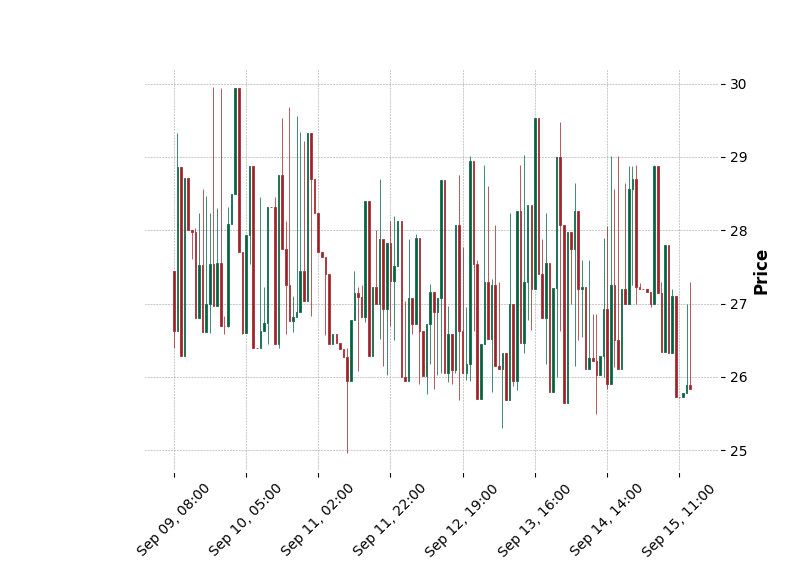 30
29
28
27
26
25
Price
Sep 09, 08:00
Sep 10, 05:00
Sep 11, 02:00
Sep 11, 22:00
Sep 12, 19:00
Sep 13, 16:00
Sep 14, 14:00
Sep 15, 11:00